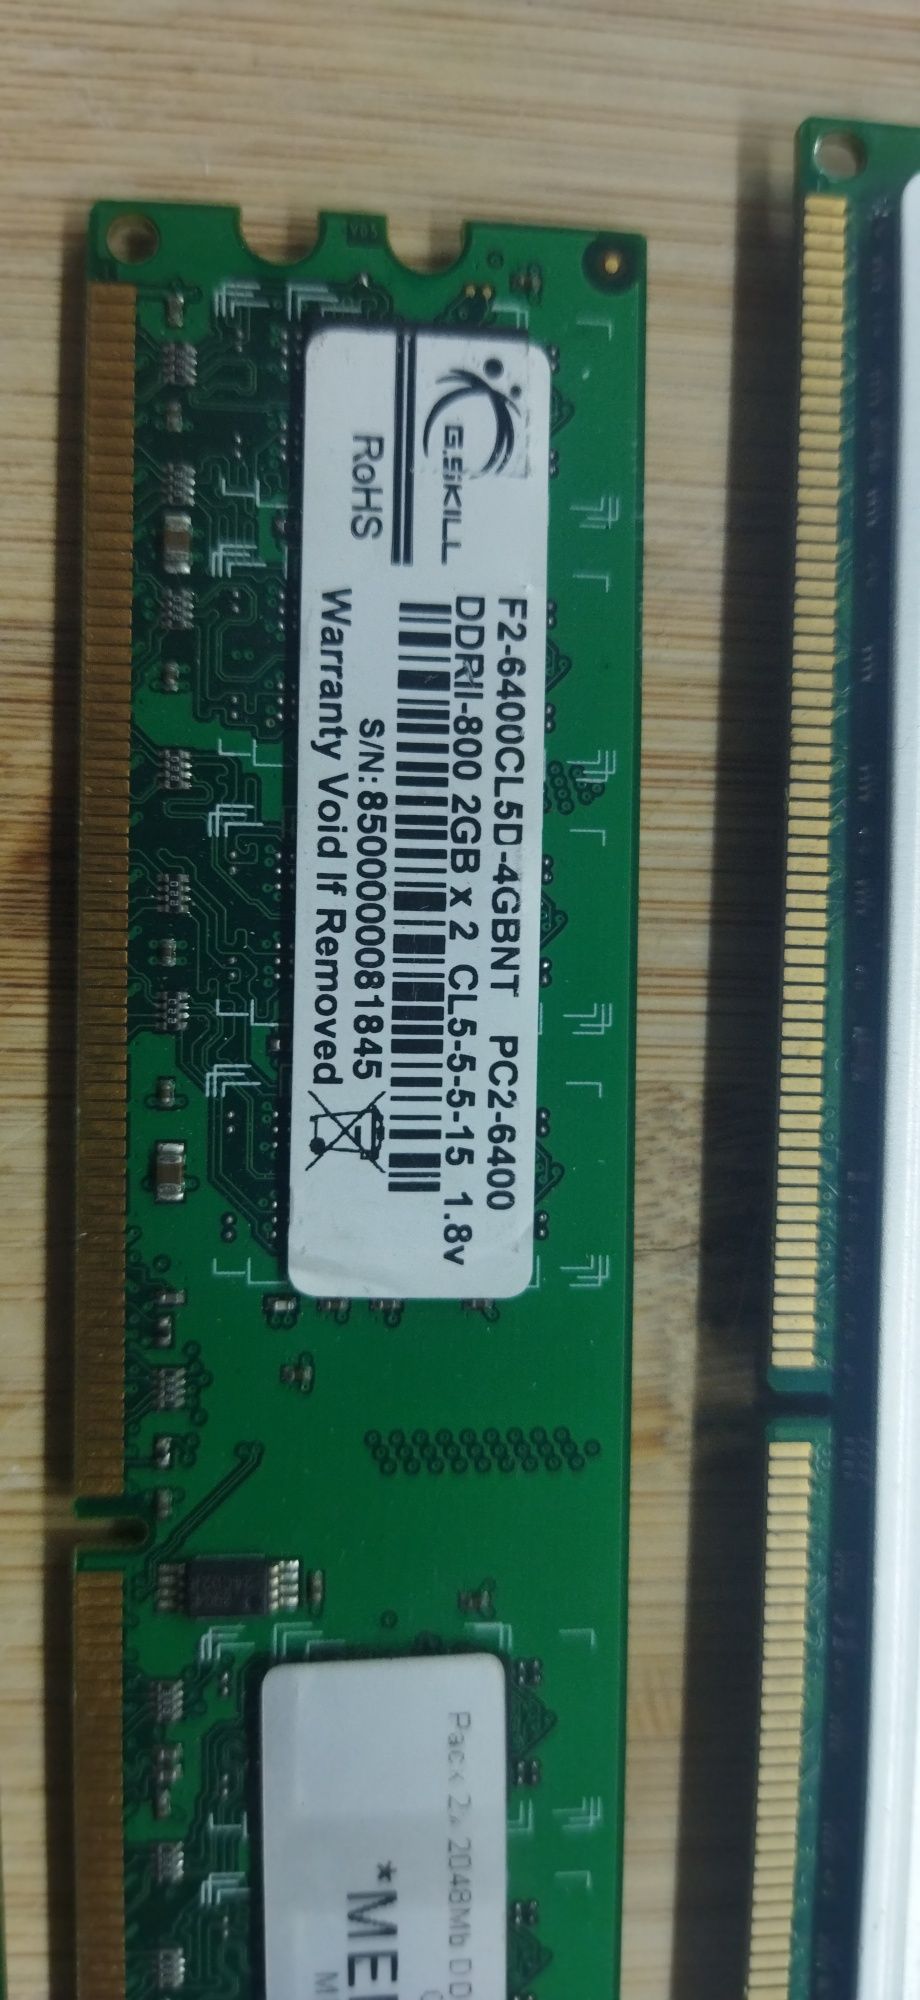 G.SKILL
RoHS
F2-6400CL5D-4GBNT PC2-6400
DDRII-800 2GB x 2 CL5-5-5-15 1.8v
S/N: 8500000081845
Warranty Void If Removed
Pack 2x 2048Mb